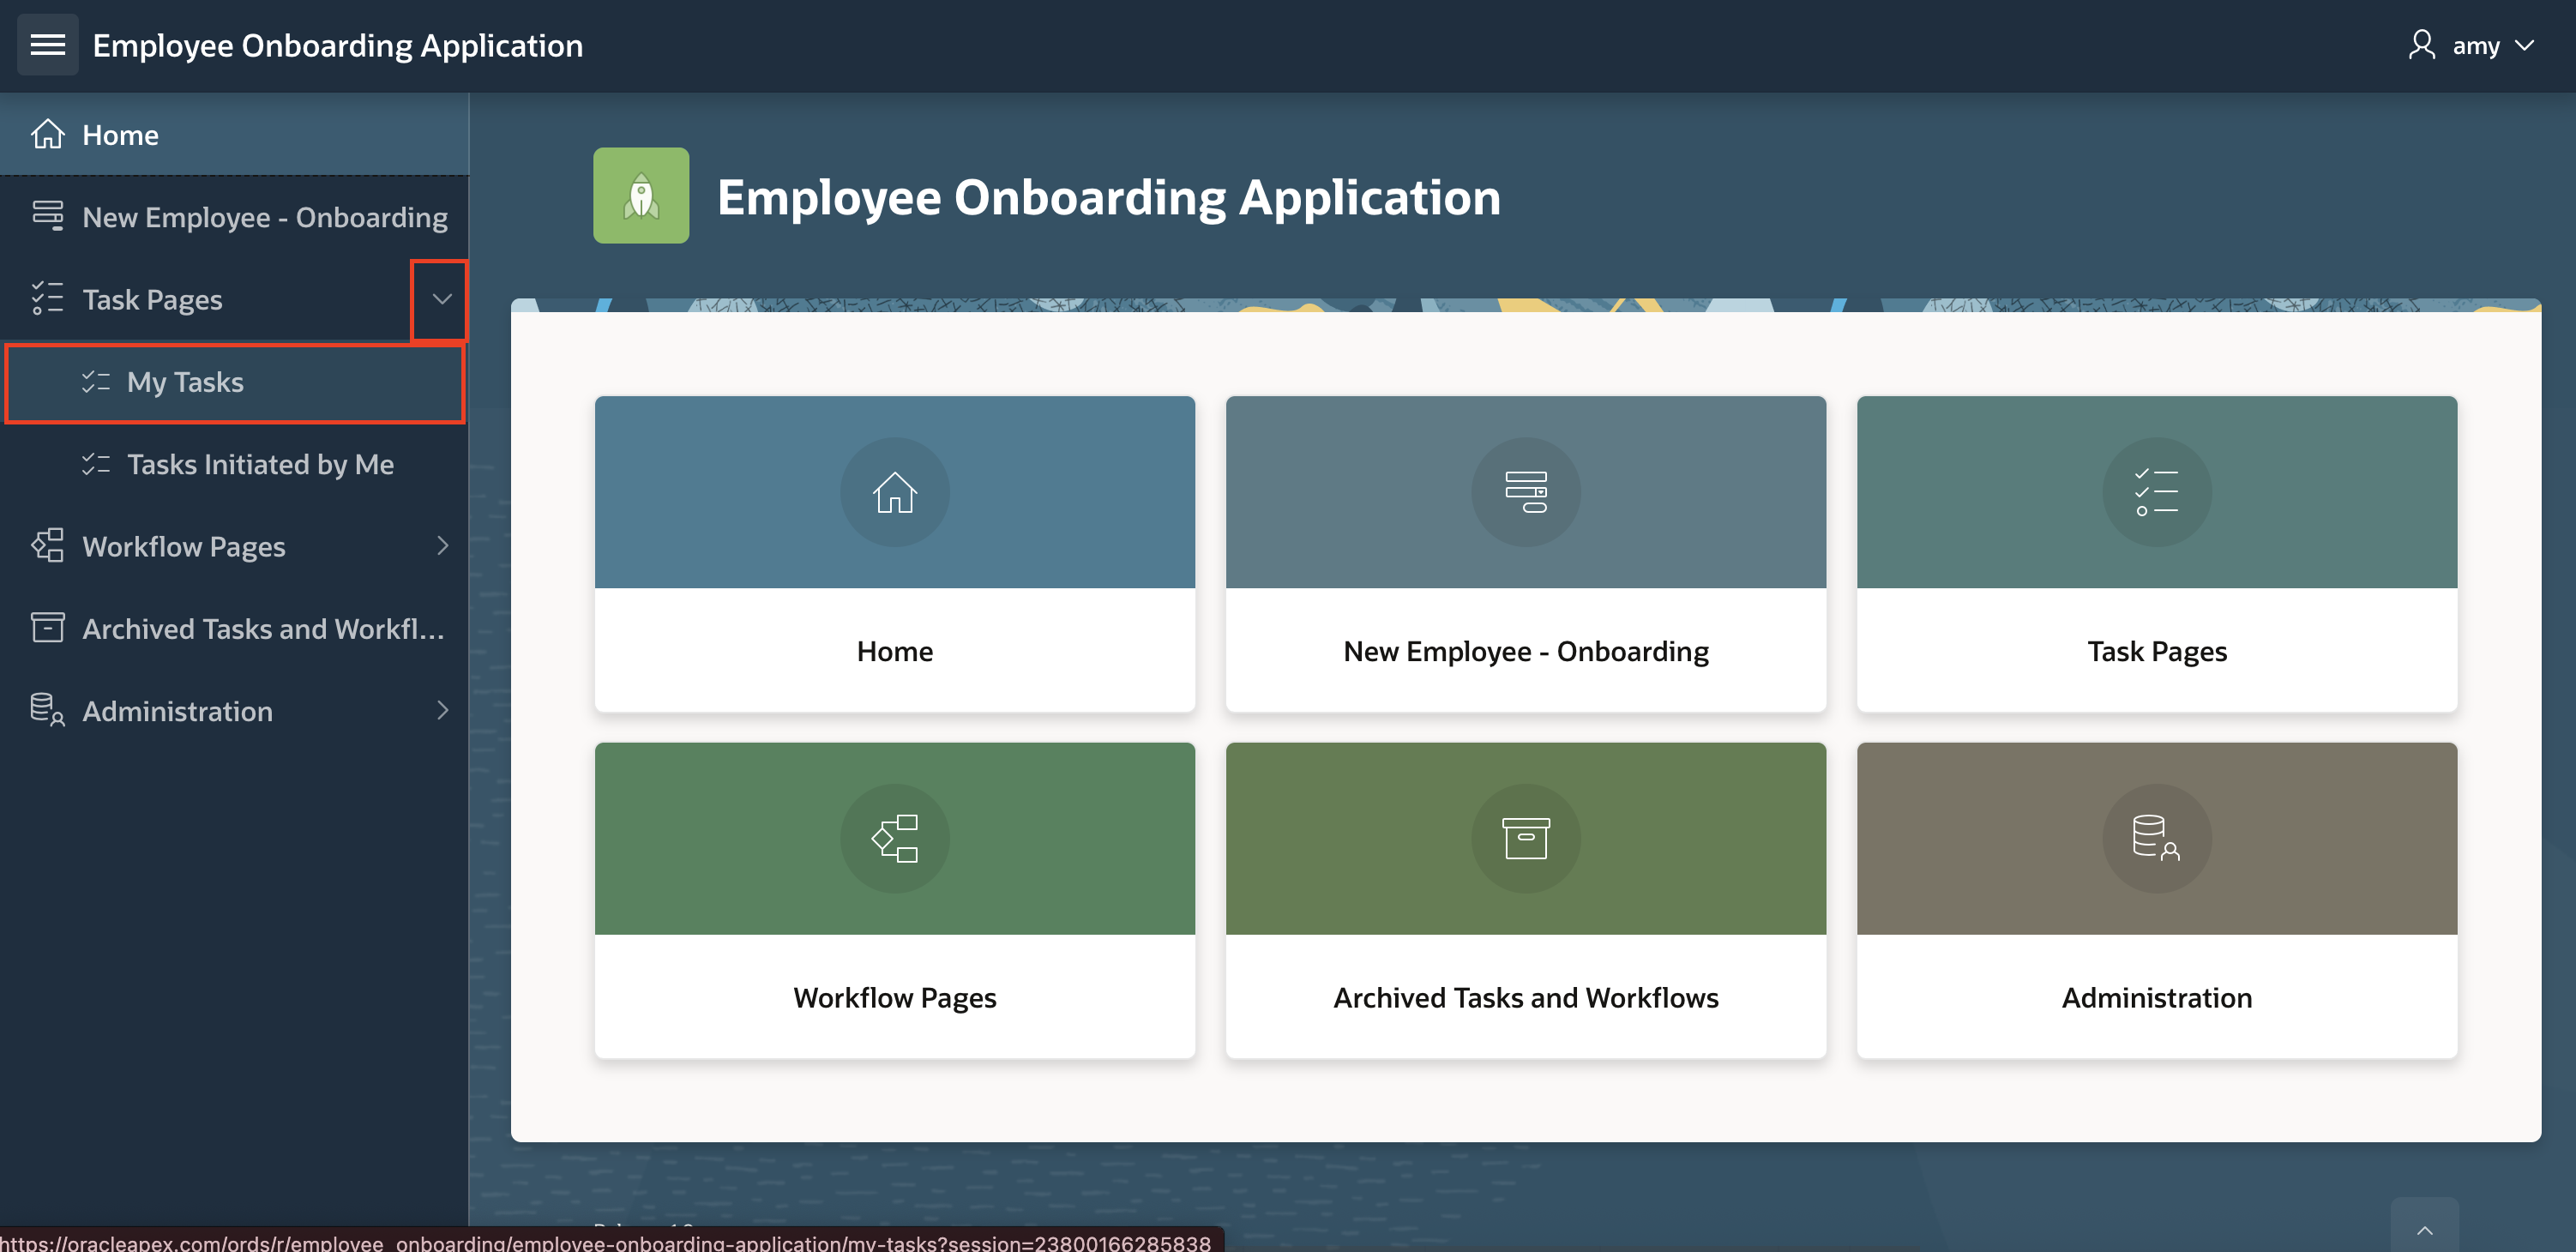 Employee Onboarding Application
amy
Home
New Employee - Onboarding
Task Pages
My Tasks
Tasks Initiated by Me
Workflow Pages
Archived Tasks and Workfl...
Administration
Employee Onboarding Application
Home
New Employee - Onboarding
Task Pages
Workflow Pages
Archived Tasks and Workflows
Administration
https://oracleapex.com/ords/r/employee_onboarding/employee-onboarding-application/my-tasks?session=23800166285838